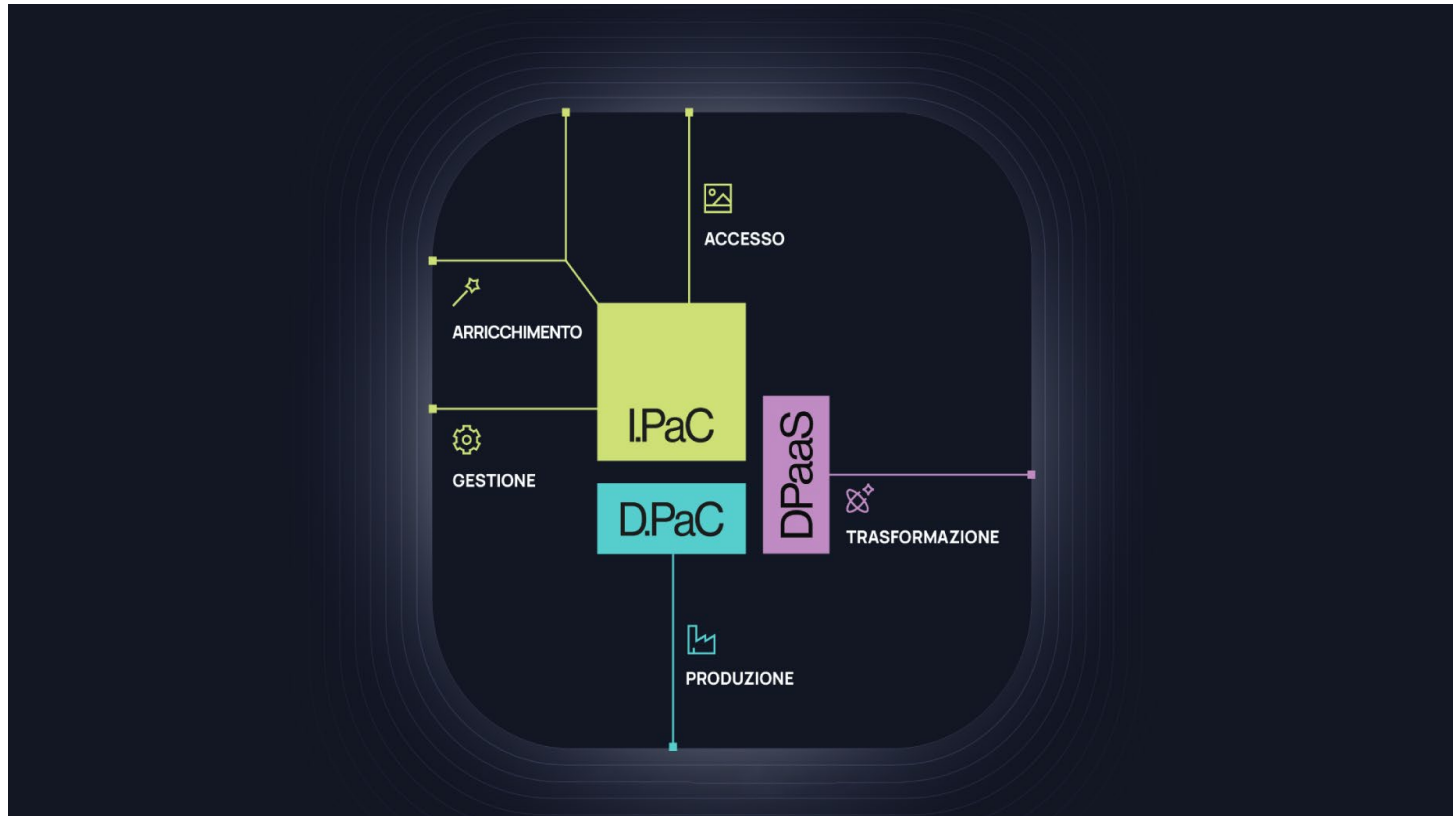 ACCESSO
ARRICCHIMENTO
I.PaC
GESTIONE
D.PaC
DPaaS
TRASFORMAZIONE
PRODUZIONE